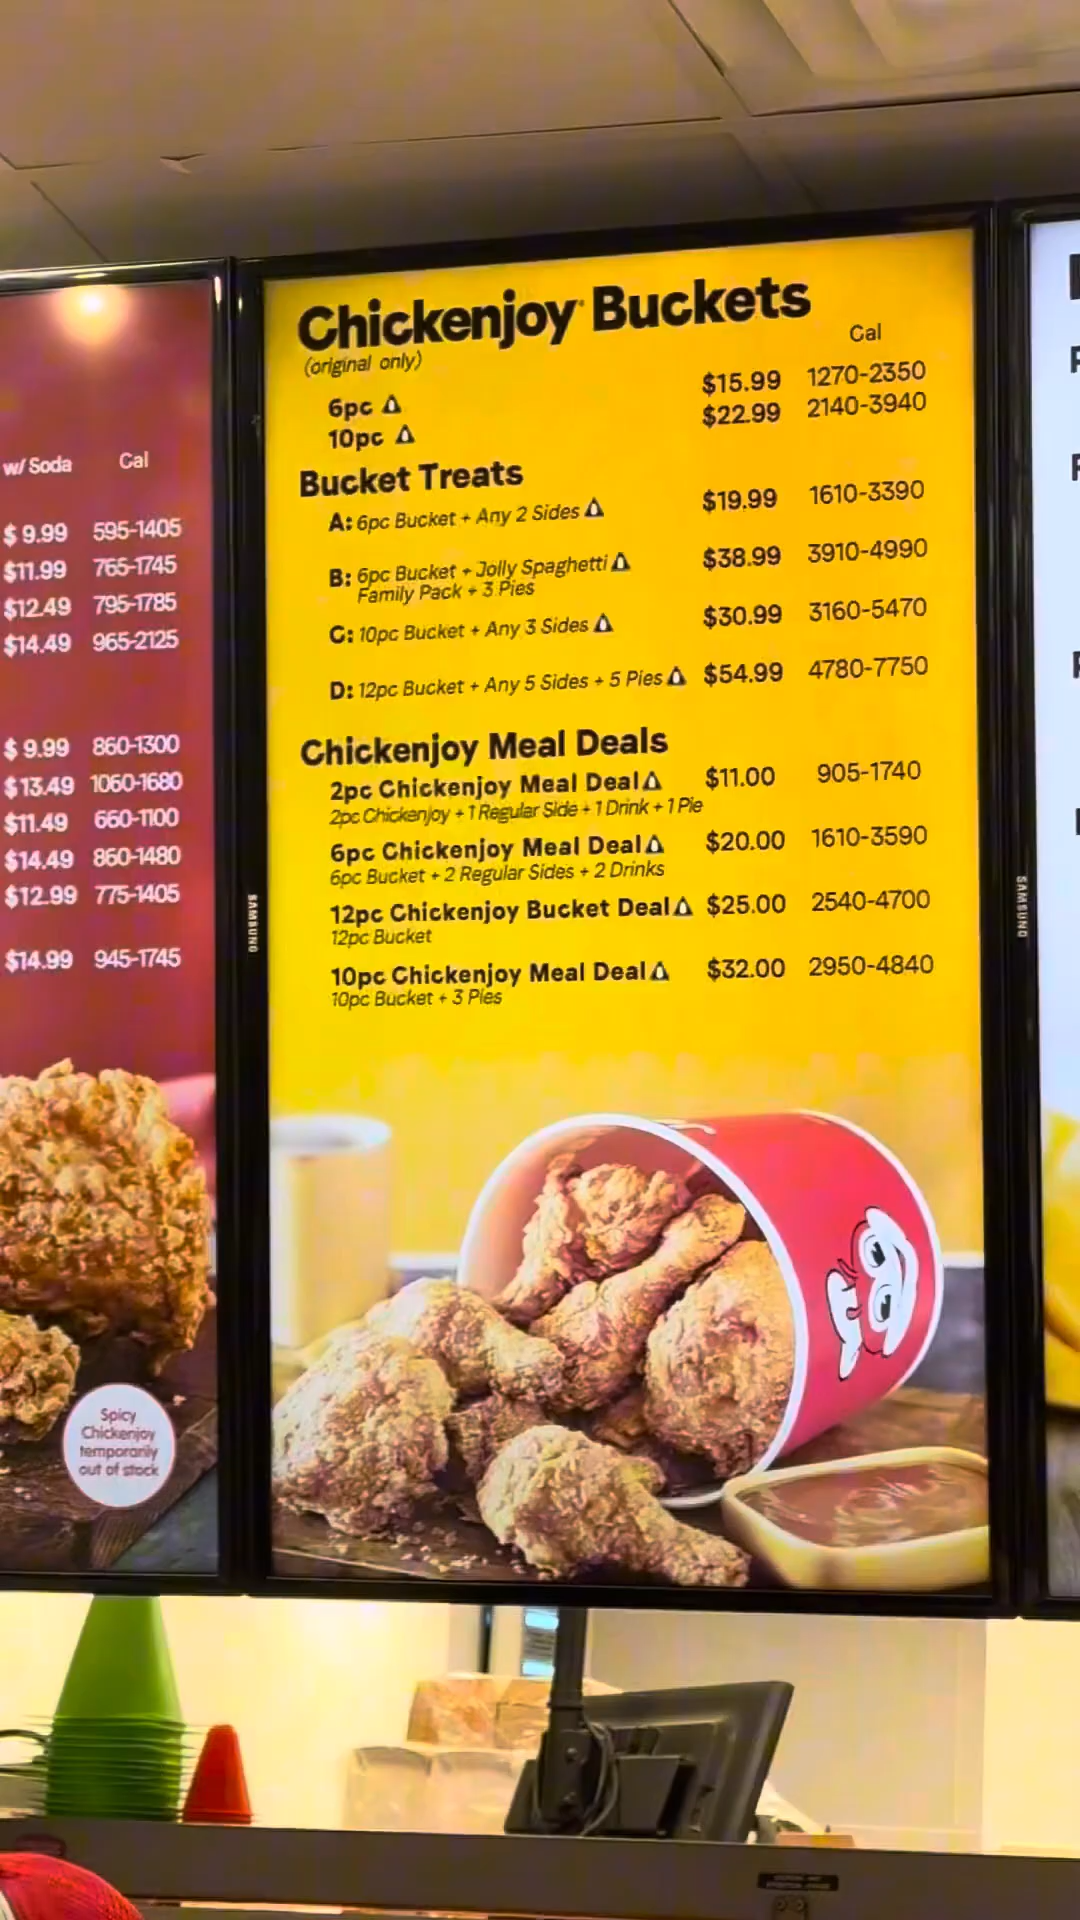 w/ Soda Cal
$ 9.99 595-1405
$11.99 765-1745
$12.49 795-1785
$14.49 965-2125
$ 9.99 860-1300
$13.49 1060-1680
$11.49 660-1100
$14.49 860-1480
$12.99 775-1405
$14.99 945-1745
Spicy
Chickenjoy
temporarily
out of stock
SAMSUNG
Chickenjoy Buckets
(original only) Cal
6pc $15.99 1270-2350
10pc $22.99 2140-3940
Bucket Treats
A: 6pc Bucket + Any 2 Sides $19.99 1610-3390
B: 6pc Bucket + Jolly Spaghetti $38.99 3910-4990
Family Pack + 3 Pies
C: 10pc Bucket + Any 3 Sides $30.99 3160-5470
D: 12pc Bucket + Any 5 Sides + 5 Pies $54.99 4780-7750
Chickenjoy Meal Deals
2pc Chickenjoy Meal Deal $11.00 905-1740
2pc Chickenjoy + 1 Regular Side + 1 Drink + 1 Pie
6pc Chickenjoy Meal Deal $20.00 1610-3590
6pc Bucket + 2 Regular Sides + 2 Drinks
12pc Chickenjoy Bucket Deal $25.00 2540-4700
12pc Bucket
10pc Chickenjoy Meal Deal $32.00 2950-4840
10pc Bucket + 3 Pies
SAMSUNG